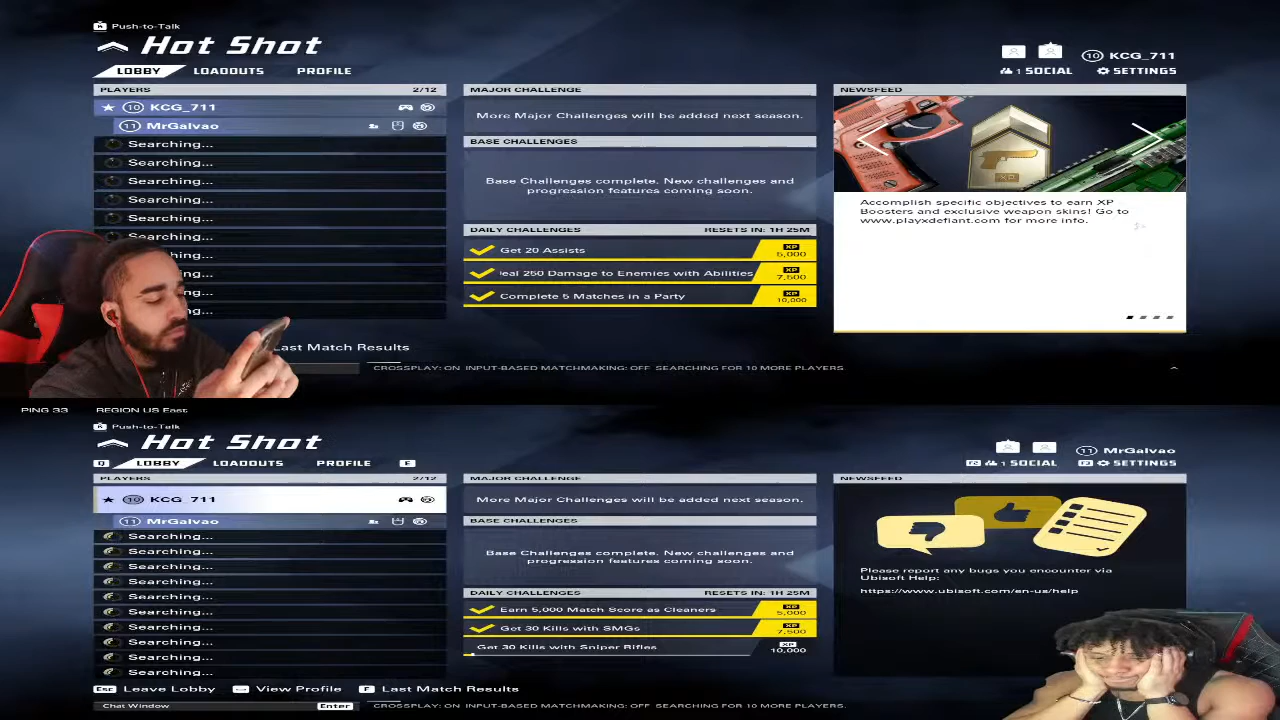 Push-to-Talk
Hot Shot
10 KCG_711
LOBBY LOADOUTS PROFILE
1 SOCIAL SETTINGS
PLAYERS 2/12
MAJOR CHALLENGE
NEWSFEED
10 KCG_711
More Major Challenges will be added next season.
11 MrGalvao
BASE CHALLENGES
Searching...
Searching...
Searching...
Base Challenges complete. New challenges and
progression features coming soon.
XP
Searching...
Accomplish specific objectives to earn XP
Boosters and exclusive weapon skins! Go to
www.playxdefiant.com for more info.
Searching...
DAILY CHALLENGES RESETS IN: 1H 25M
Searching...
Get 20 Assists XP 5,000
hing...
eal 250 Damage to Enemies with Abilities XP 7,500
ng...
Complete 5 Matches in a Party XP 10,000
ng...
ng...
Last Match Results
CROSSPLAY: ON INPUT-BASED MATCHMAKING: OFF SEARCHING FOR 10 MORE PLAYERS.
PING 33 REGION US East
Push-to-Talk
Hot Shot
11 MrGalvao
Q LOBBY LOADOUTS PROFILE E
F2 1 SOCIAL F3 SETTINGS
PLAYERS 2/12
MAJOR CHALLENGE
NEWSFEED
10 KCG_711
More Major Challenges will be added next season.
11 MrGalvao
BASE CHALLENGES
Searching...
Searching...
Base Challenges complete. New challenges and
progression features coming soon.
Searching...
Please report any bugs you encounter via
Ubisoft Help:
https://www.ubisoft.com/en-us/help
Searching...
DAILY CHALLENGES RESETS IN: 1H 25M
Searching...
Searching...
Earn 5,000 Match Score as Cleaners XP 5,000
Searching...
Get 30 Kills with SMGs XP 7,500
Searching...
Get 30 Kills with Sniper Rifles XP 10,000
Searching...
Searching...
Esc Leave Lobby View Profile F Last Match Results
Chat Window Enter
CROSSPLAY: ON INPUT-BASED MATCHMAKING: OFF SEARCHING FOR 10 MORE PLAYERS.